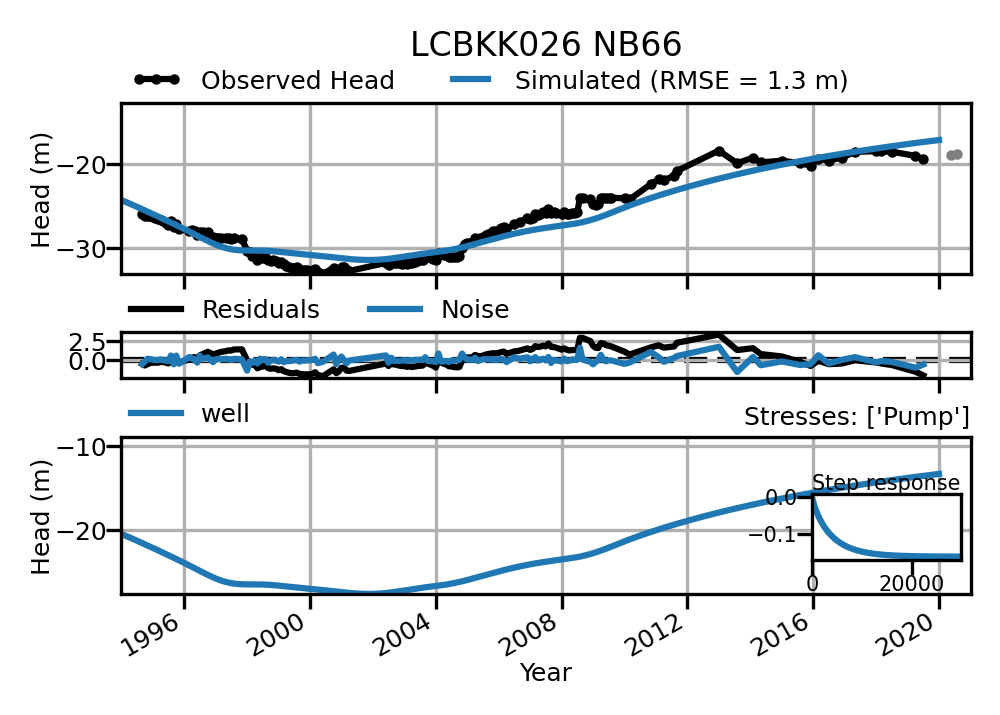 LCBKK026 NB66
Observed Head Simulated (RMSE = 1.3 m)
Head (m)
−20
−30
Residuals Noise
2.5
0.0
well Stresses: ['Pump']
Head (m)
−10
−20
Step response
0.0
−0.1
0 20000
1996 2000 2004 2008 2012 2016 2020
Year